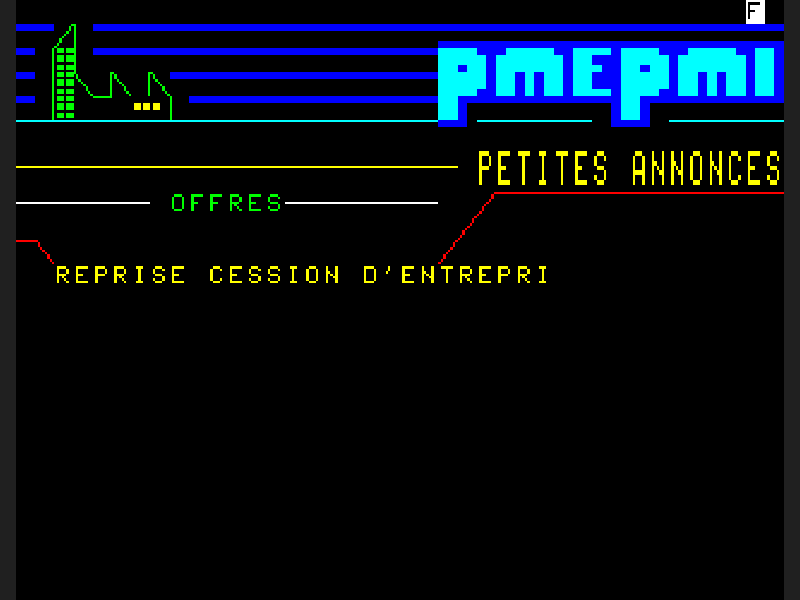 F
pmepmi
PETITES ANNONCES
OFFRES
REPRISE CESSION D'ENTREPRI